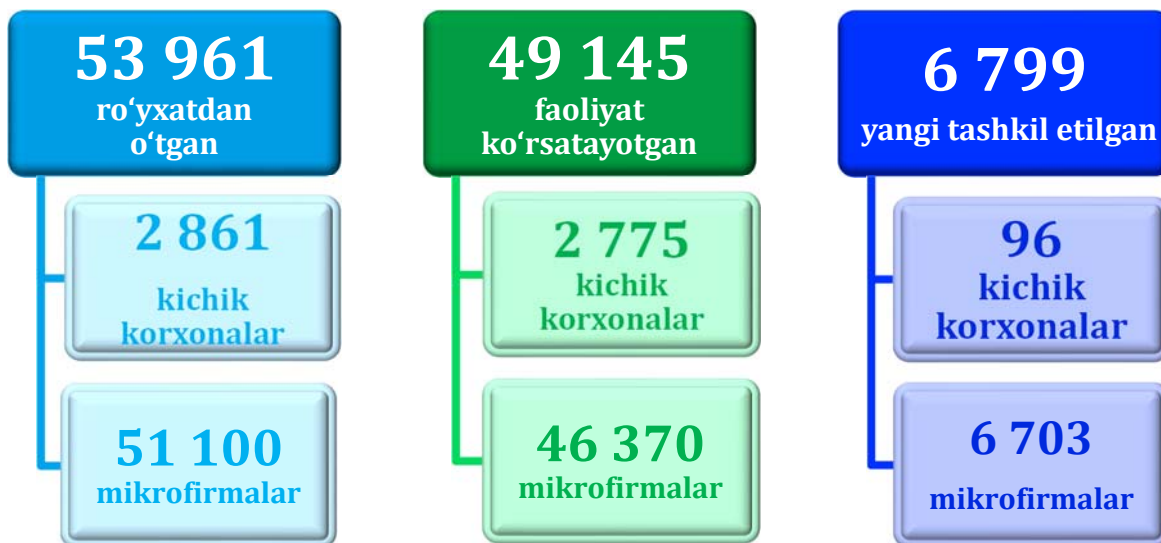 53 961
ro‘yxatdan
o‘tgan
2 861
kichik
korxonalar
51 100
mikrofirmalar
49 145
faoliyat
ko‘rsatayotgan
2 775
kichik
korxonalar
46 370
mikrofirmalar
6 799
yangi tashkil etilgan
96
kichik
korxonalar
6 703
mikrofirmalar